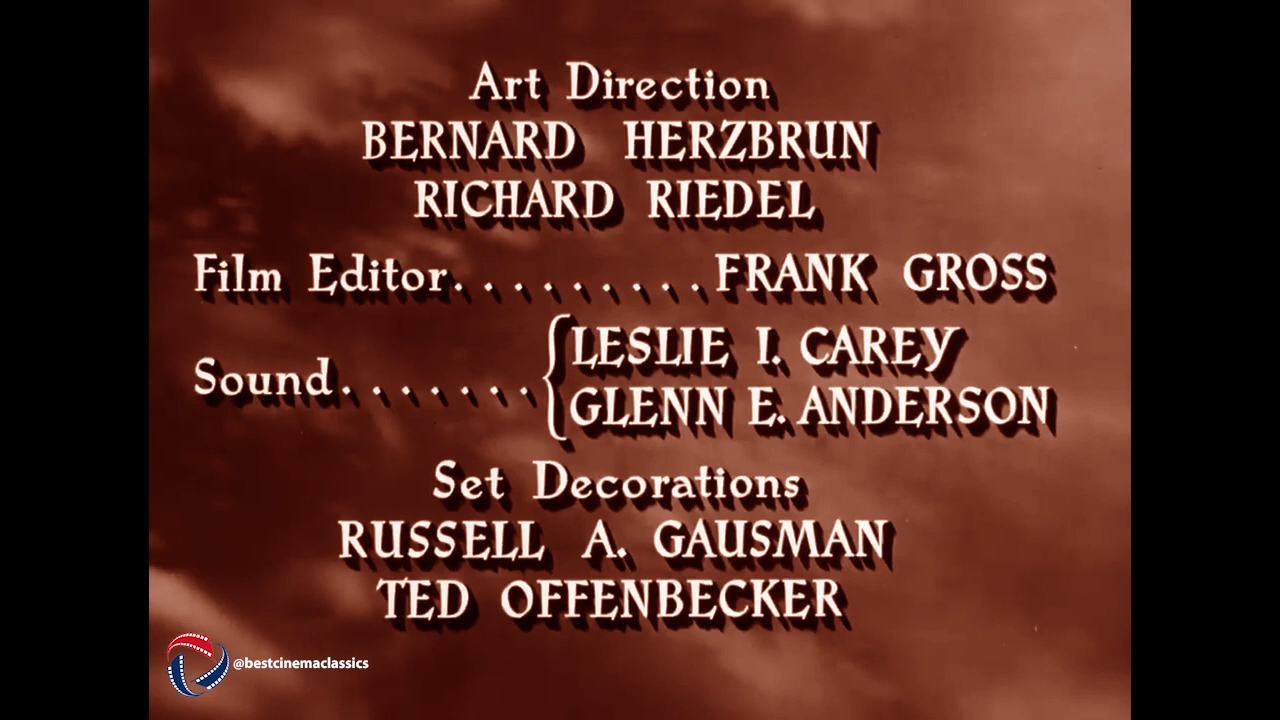 Art Direction
BERNARD HERZBRUN
RICHARD RIEDEL
Film Editor.........FRANK GROSS
LESLIE I. CAREY
Sound.......
GLENN E. ANDERSON
Set Decorations
RUSSELL A. GAUSMAN
TED OFFENBECKER
@bestcinemaclassics